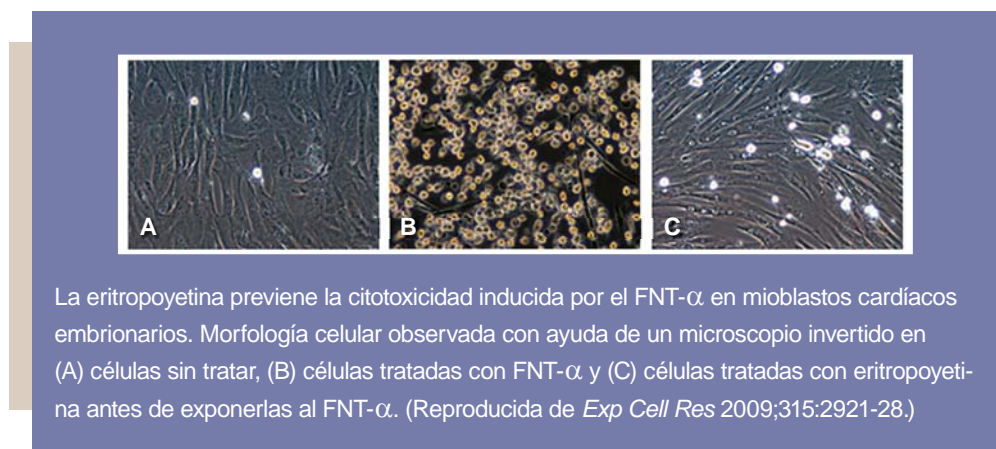 A B C
La eritropoyetina previene la citotoxicidad inducida por el FNT-α en mioblastos cardíacos
embrionarios. Morfología celular observada con ayuda de un microscopio invertido en
(A) células sin tratar, (B) células tratadas con FNT-α y (C) células tratadas con eritropoyeti-
na antes de exponerlas al FNT-α. (Reproducida de Exp Cell Res 2009;315:2921-28.)